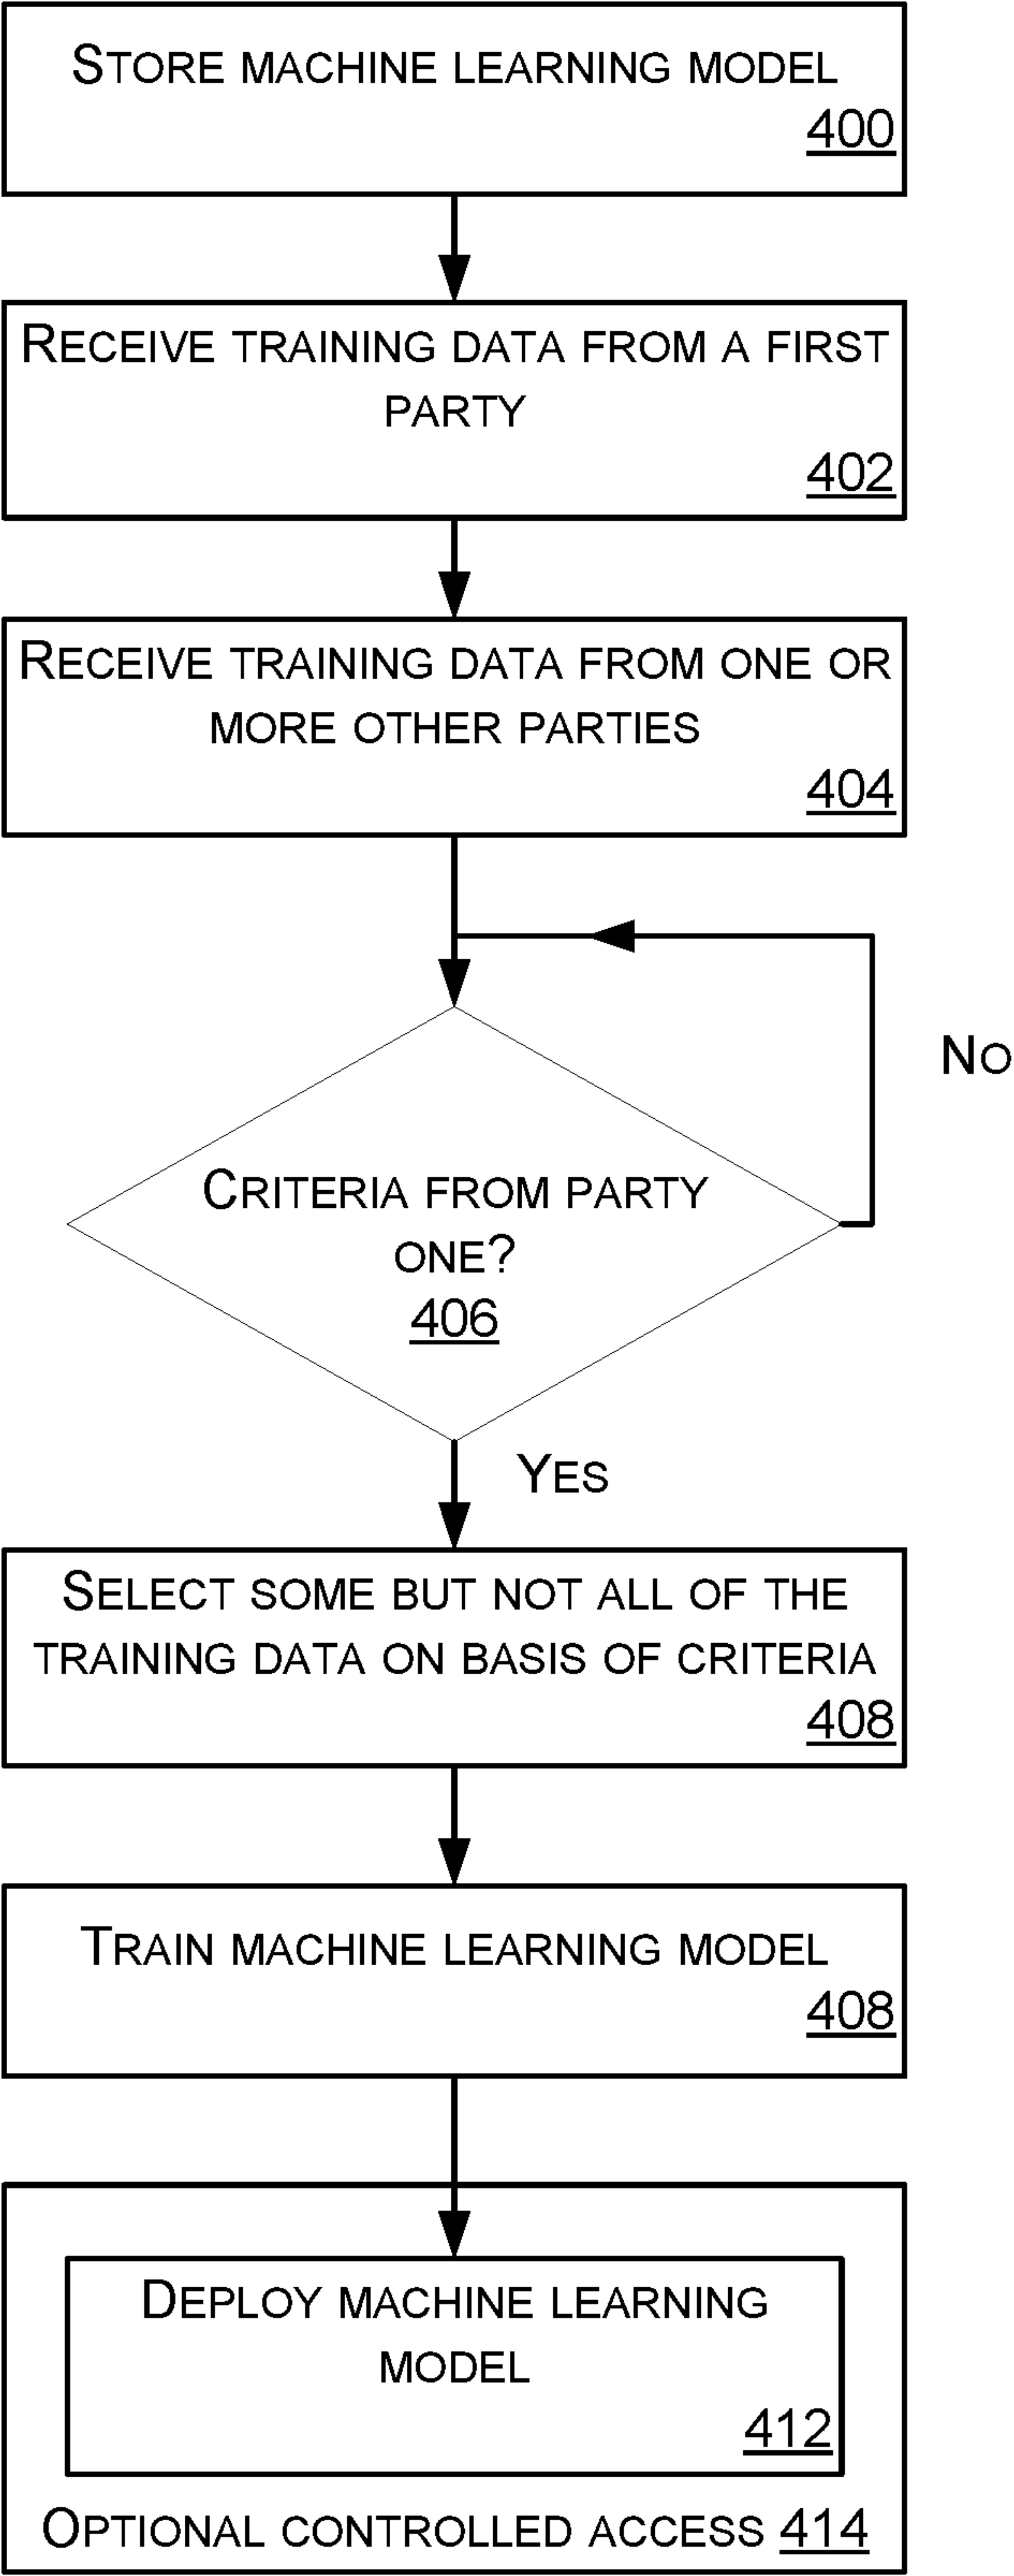 STORE MACHINE LEARNING MODEL
400
RECEIVE TRAINING DATA FROM A FIRST
PARTY
402
RECEIVE TRAINING DATA FROM ONE OR
MORE OTHER PARTIES
404
NO
CRITERIA FROM PARTY
ONE?
406
YES
SELECT SOME BUT NOT ALL OF THE
TRAINING DATA ON BASIS OF CRITERIA
408
TRAIN MACHINE LEARNING MODEL
408
DEPLOY MACHINE LEARNING
MODEL
412
OPTIONAL CONTROLLED ACCESS 414